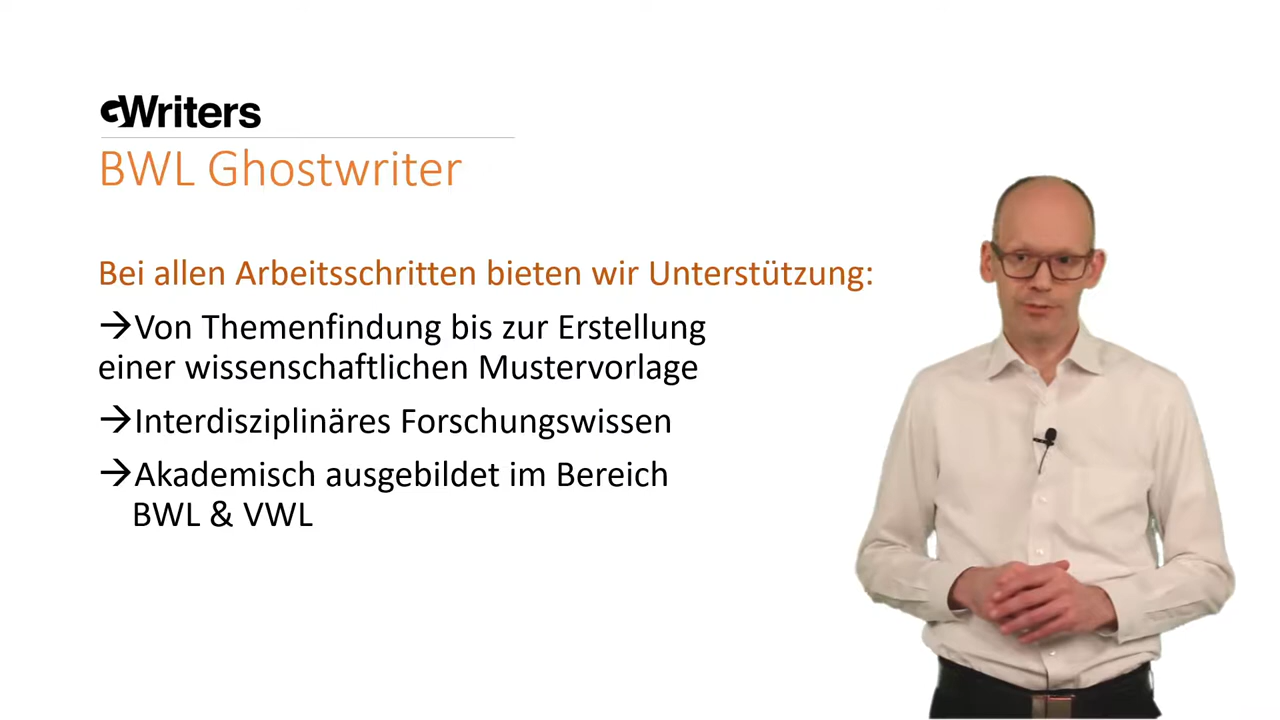 GWriters
BWL Ghostwriter
Bei allen Arbeitsschritten bieten wir Unterstützung:
→Von Themenfindung bis zur Erstellung
einer wissenschaftlichen Mustervorlage
→Interdisziplinäres Forschungswissen
→Akademisch ausgebildet im Bereich
BWL & VWL